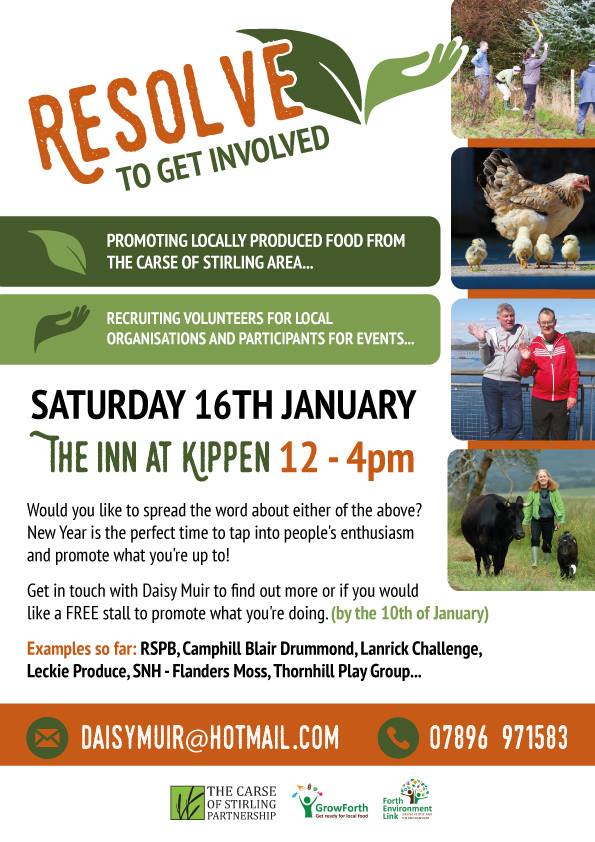 RESOLVE
TO GET INVOLVED
PROMOTING LOCALLY PRODUCED FOOD FROM
THE CARSE OF STIRLING AREA...
RECRUITING VOLUNTEERS FOR LOCAL
ORGANISATIONS AND PARTICIPANTS FOR EVENTS...
SATURDAY 16TH JANUARY
THE INN AT KIPPEN 12 - 4pm
Would you like to spread the word about either of the above?
New Year is the perfect time to tap into people's enthusiasm
and promote what you're up to!
Get in touch with Daisy Muir to find out more or if you would
like a FREE stall to promote what you're doing. (by the 10th of January)
Examples so far: RSPB, Camphill Blair Drummond, Lanrick Challenge,
Leckie Produce, SNH - Flanders Moss, Thornhill Play Group...
DAISYMUIR@HOTMAIL.COM 07896 971583
THE CARSE
OF STIRLING
PARTNERSHIP
GrowForth
Get ready for local food
Forth
Environment
Link